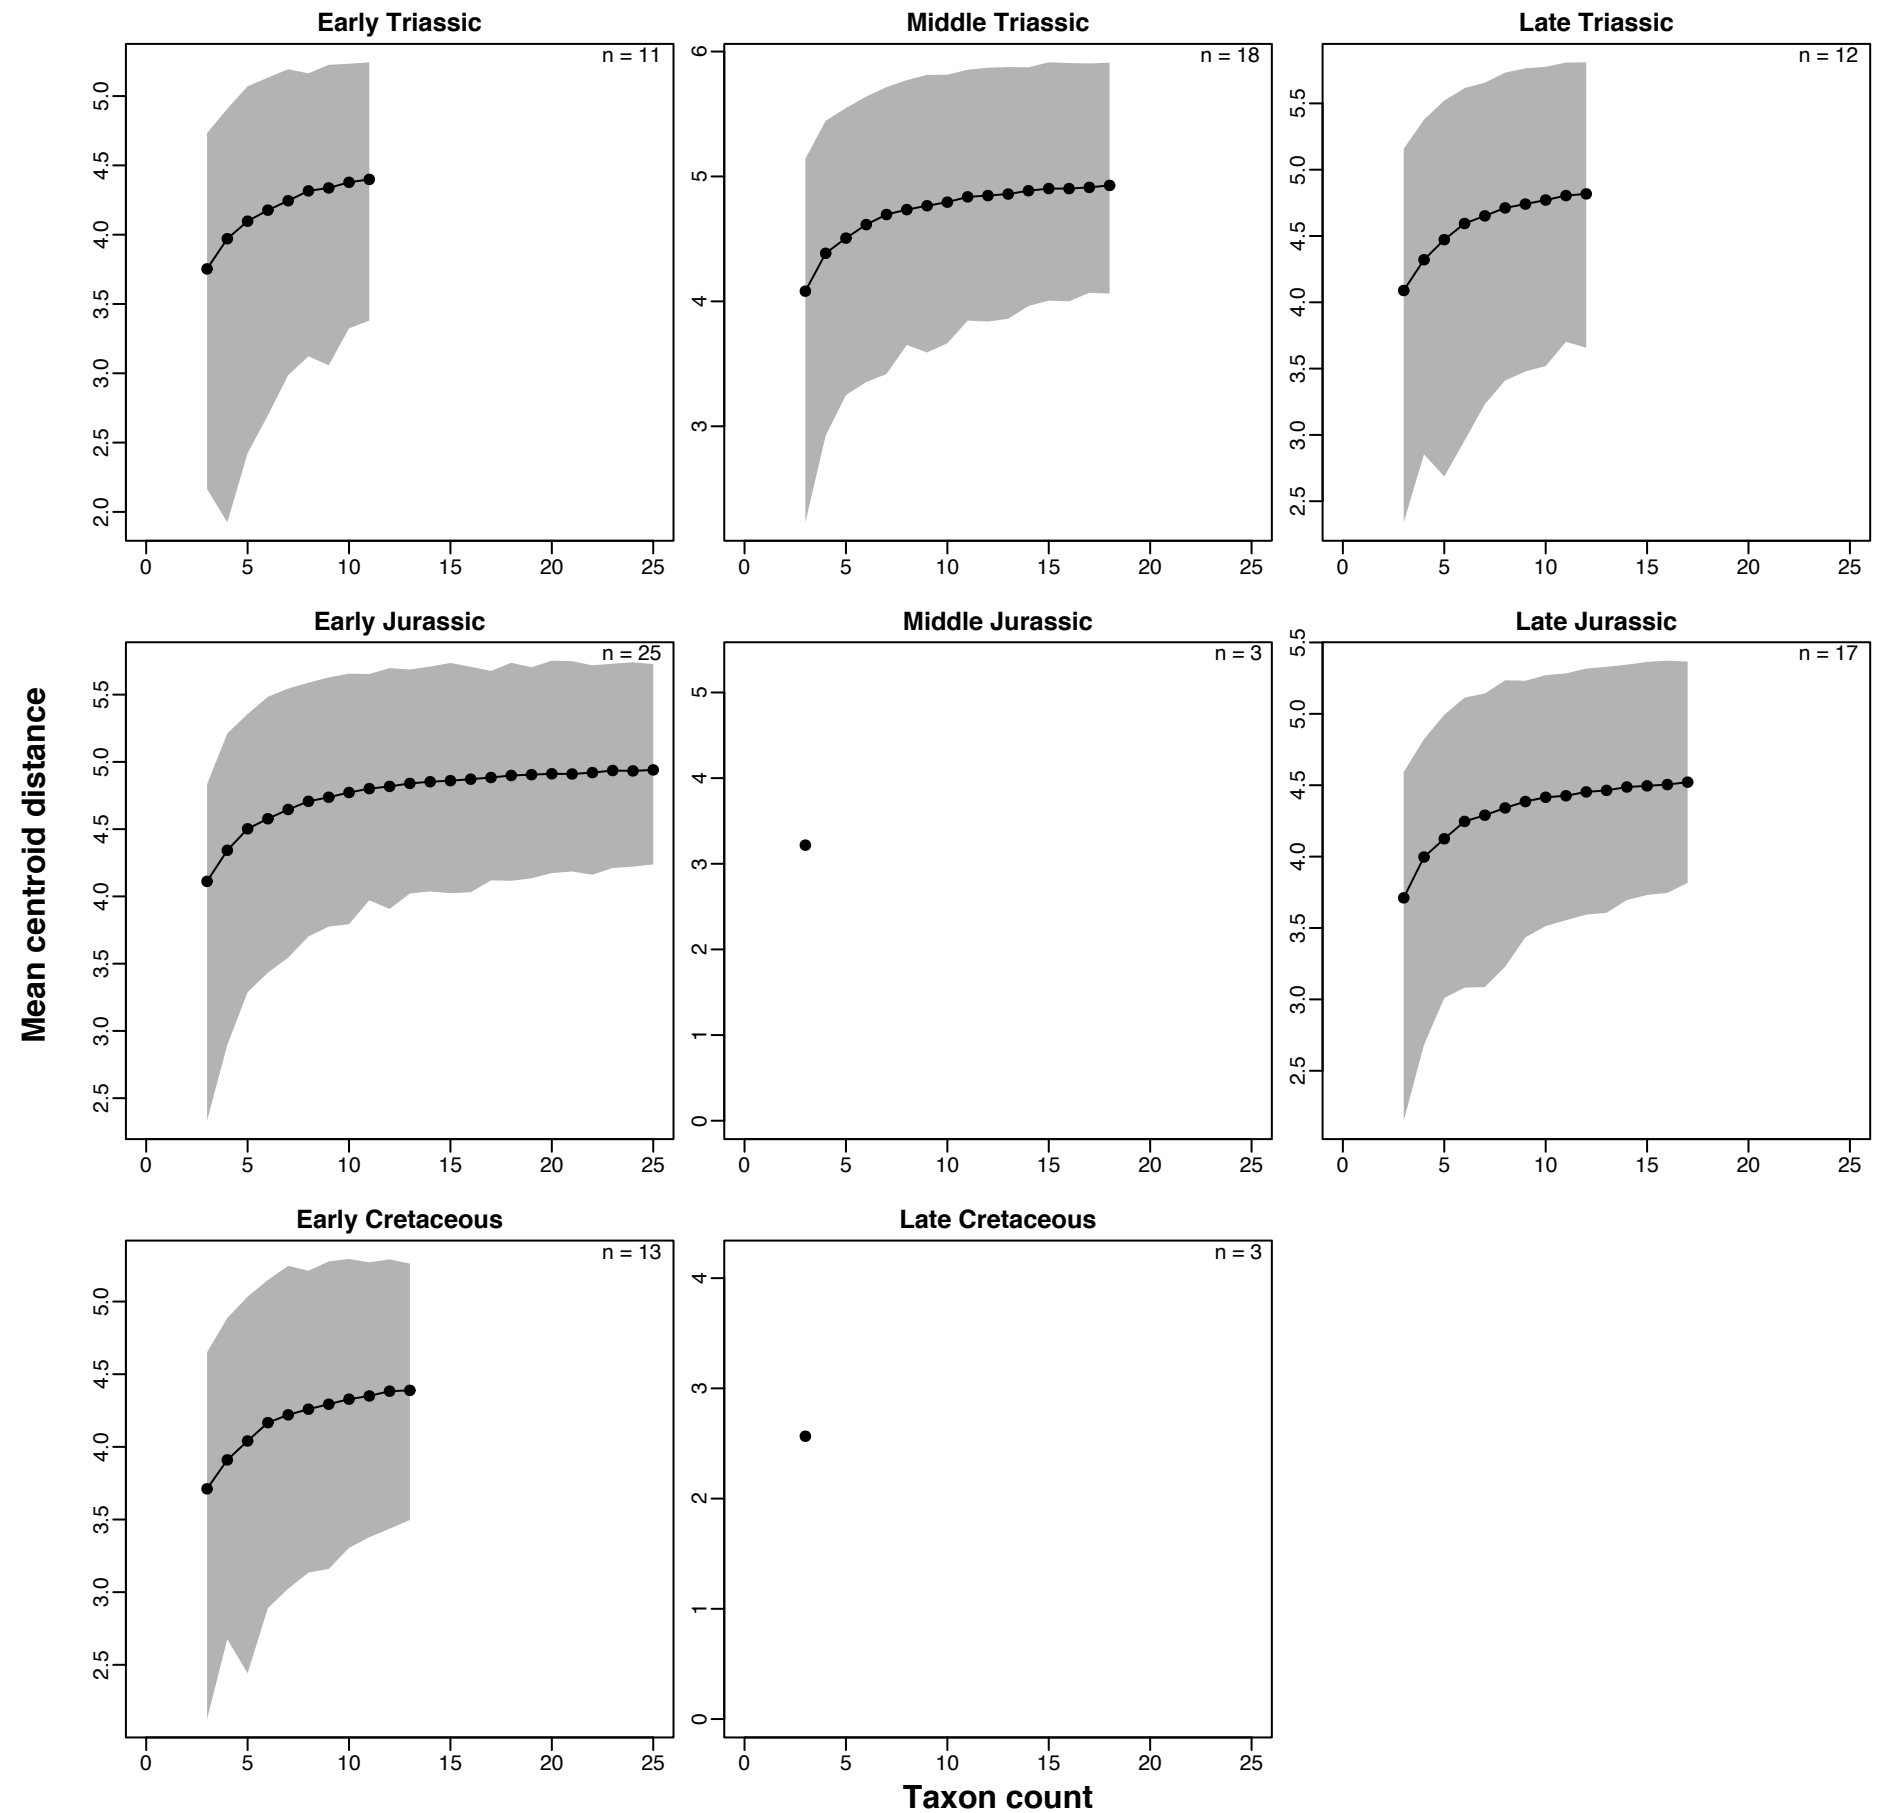 Early Triassic
n = 11
2.0 2.5 3.0 3.5 4.0 4.5 5.0
0 5 10 15 20 25
Middle Triassic
n = 18
3 4 5 6
0 5 10 15 20 25
Late Triassic
n = 12
2.5 3.0 3.5 4.0 4.5 5.0 5.5
0 5 10 15 20 25
Mean centroid distance
Early Jurassic
n = 25
2.5 3.0 3.5 4.0 4.5 5.0 5.5
0 5 10 15 20 25
Middle Jurassic
n = 3
0 1 2 3 4 5
0 5 10 15 20 25
Late Jurassic
n = 17
2.5 3.0 3.5 4.0 4.5 5.0 5.5
0 5 10 15 20 25
Early Cretaceous
n = 13
2.5 3.0 3.5 4.0 4.5 5.0
0 5 10 15 20 25
Late Cretaceous
n = 3
0 1 2 3 4
0 5 10 15 20 25
Taxon count